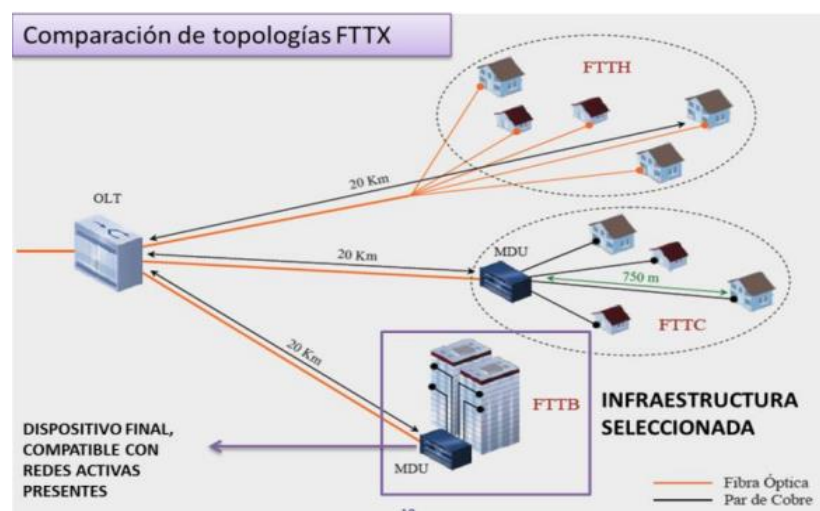 Comparación de topologías FTTX
FTTH
20 Km
OLT
20 Km
MDU
750 m
FTTC
20 Km
FTTB
INFRAESTRUCTURA
SELECCIONADA
DISPOSITIVO FINAL,
COMPATIBLE CON
REDES ACTIVAS
PRESENTES
MDU
Fibra Óptica
Par de Cobre